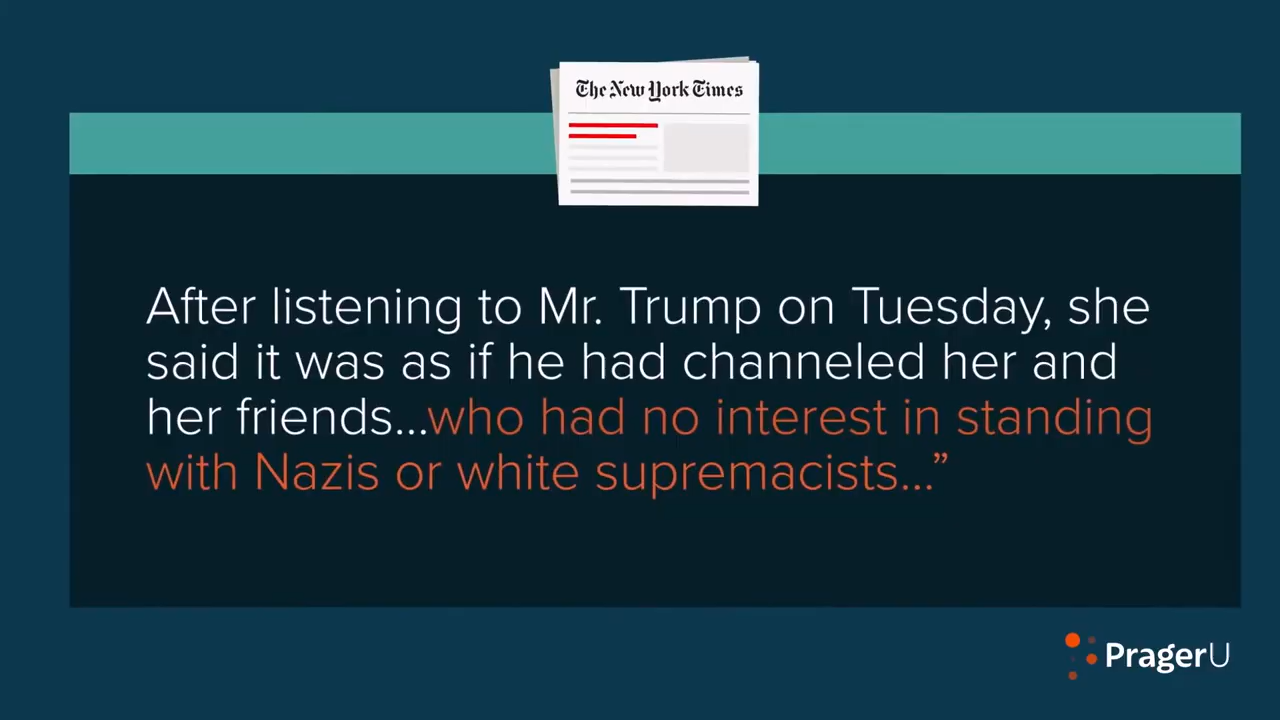 The New York Times
After listening to Mr. Trump on Tuesday, she
said it was as if he had channeled her and
her friends...who had no interest in standing
with Nazis or white supremacists...”
PragerU